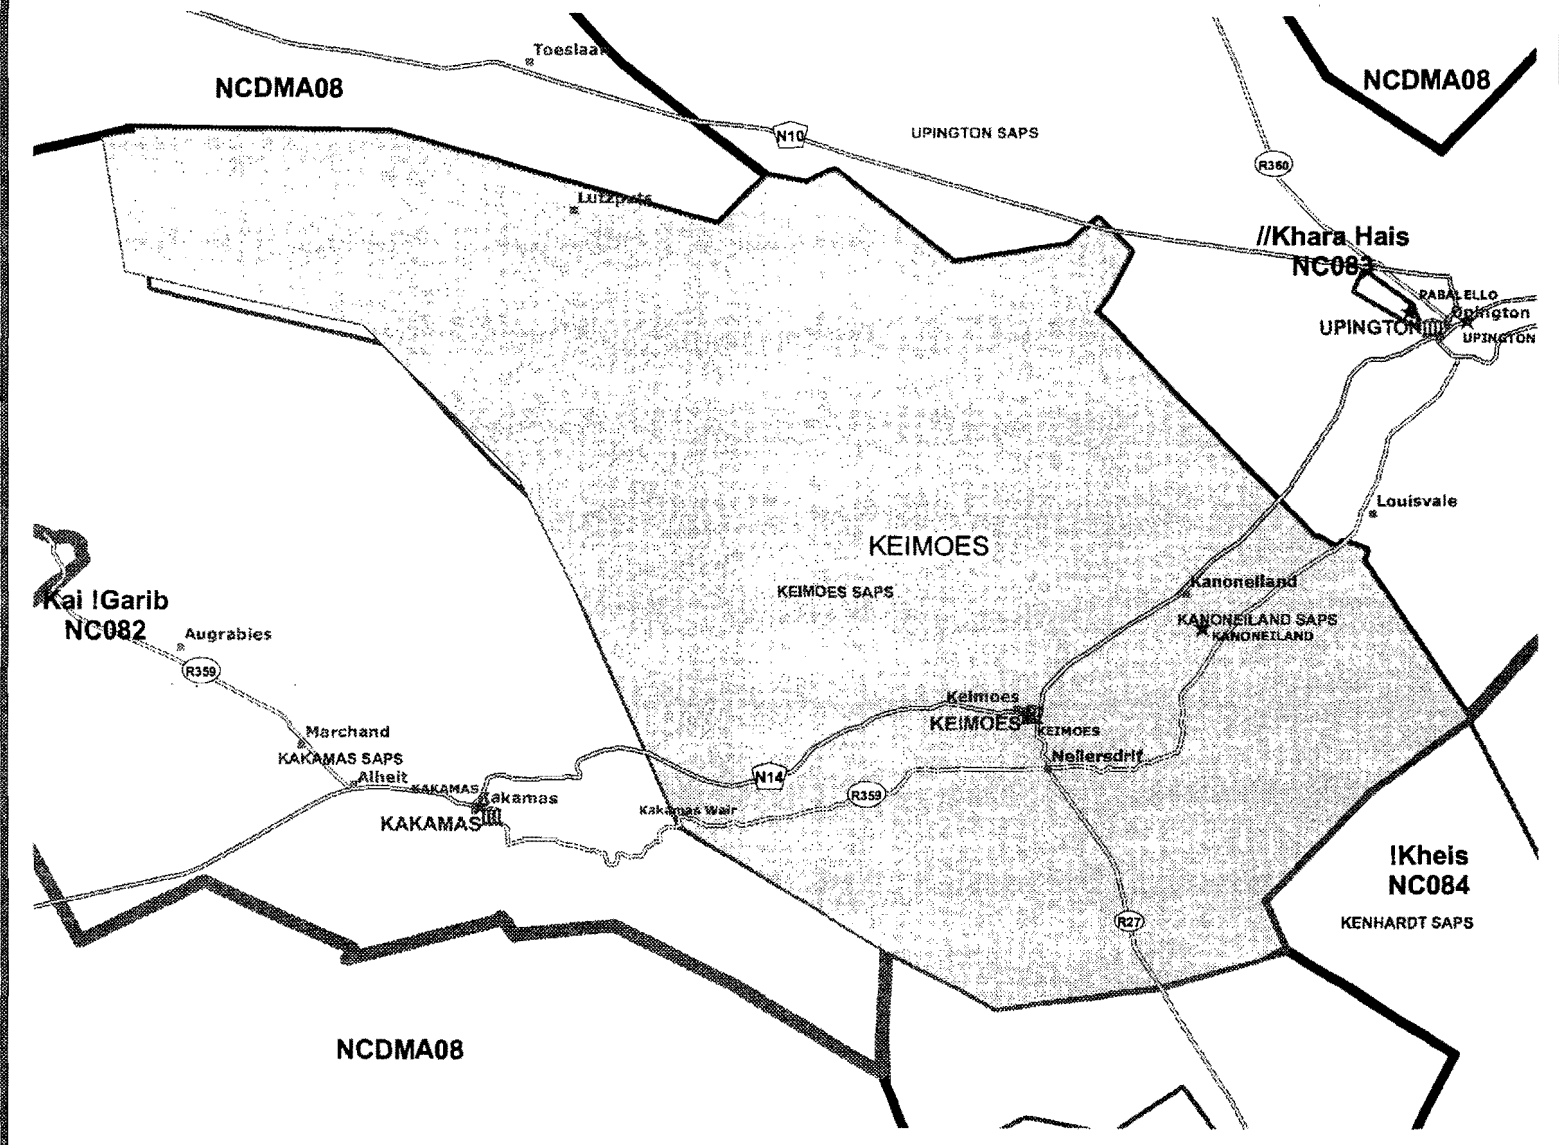 Toeslaan
NCDMA08
NCDMA08
N10
UPINGTON SAPS
R360
Lutzputs
//Khara Hais
NC083
PABALELLO
Upington
UPINGTON
UPINGTON
Louisvale
KEIMOES
KEIMOES SAPS
Kanoneiland
KANONEILAND SAPS
KANONEILAND
Kai !Garib
NC082
Augrabies
R359
Keimoes
KEIMOES
KEIMOES
Marchand
KAKAMAS SAPS
Neilersdrif
Alheit
N14
KAKAMAS
Kakamas
R359
Kakamas Wair
KAKAMAS
!Kheis
NC084
KENHARDT SAPS
R27
NCDMA08